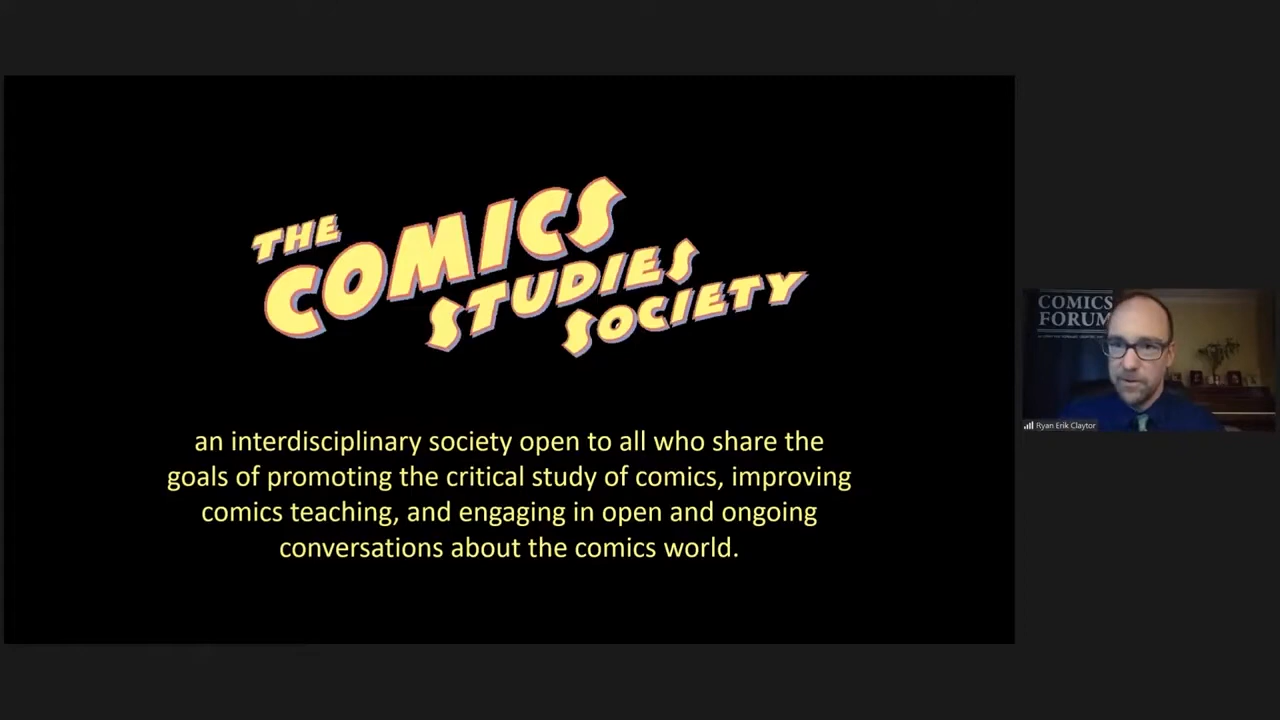 THE
COMICS
STUDIES
SOCIETY
an interdisciplinary society open to all who share the
goals of promoting the critical study of comics, improving
comics teaching, and engaging in open and ongoing
conversations about the comics world.
COMICS
FORUM
Ryan Erik Claytor